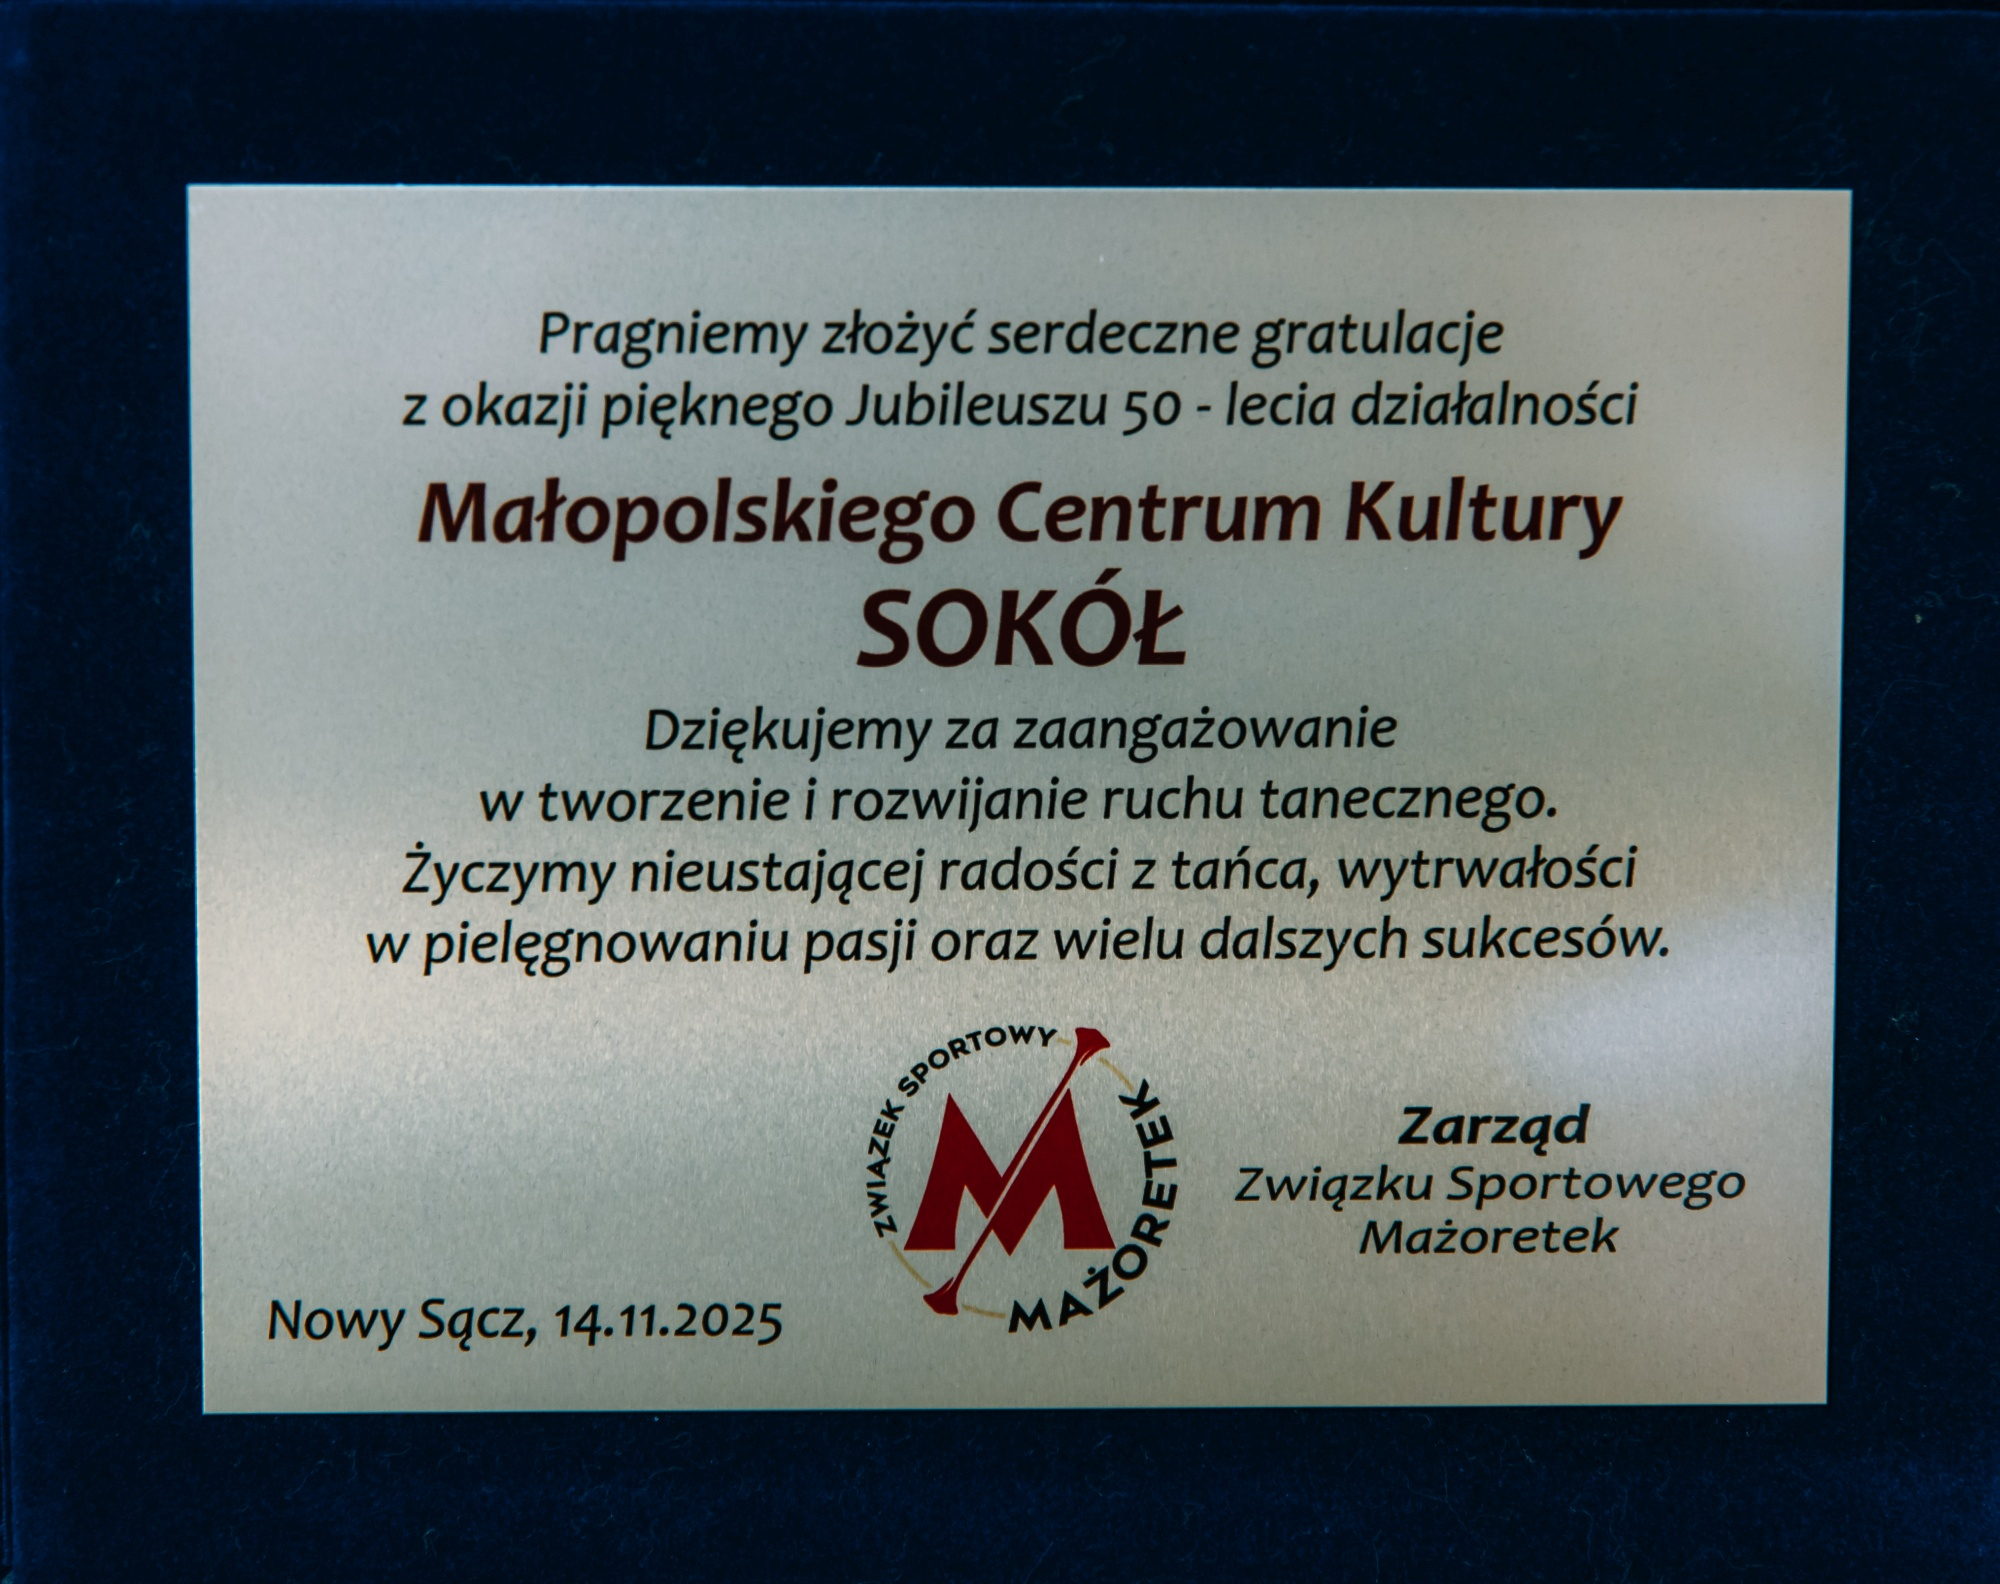 Pragniemy złożyć serdeczne gratulacje
z okazji pięknego Jubileuszu 50 - lecia działalności
Małopolskiego Centrum Kultury
SOKÓŁ
Dziękujemy za zaangażowanie
w tworzenie i rozwijanie ruchu tanecznego.
Życzymy nieustającej radości z tańca, wytrwałości
w pielęgnowaniu pasji oraz wielu dalszych sukcesów.
ZWIĄZEK SPORTOWY
M
MAŻORETEK
Zarząd
Związku Sportowego
Mażoretek
Nowy Sącz, 14.11.2025